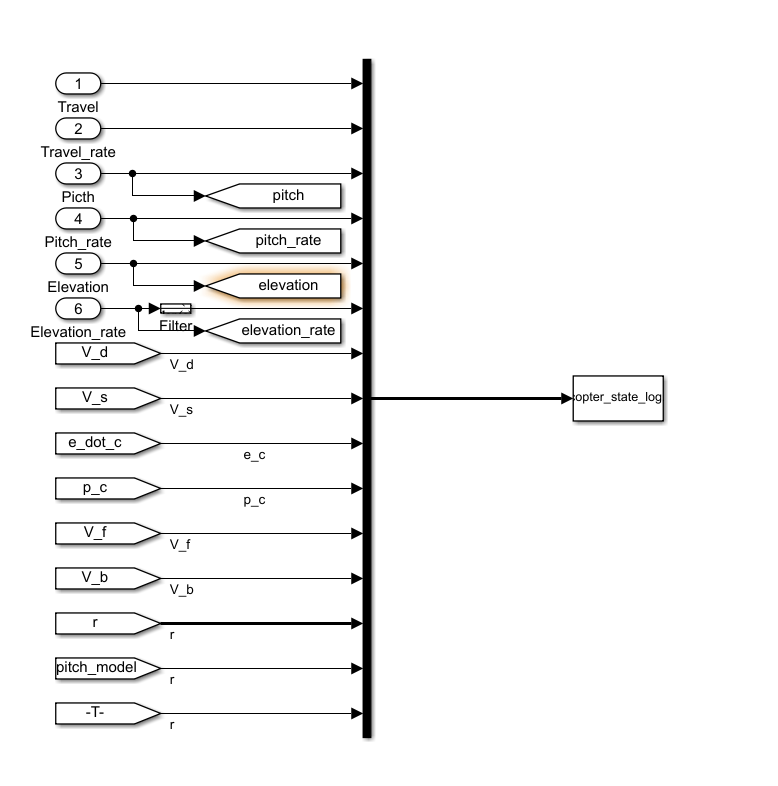 1
Travel
2
Travel_rate
3
Picth
pitch
4
Pitch_rate
pitch_rate
5
Elevation
elevation
6
Filter
Elevation_rate
elevation_rate
V_d
V_d
V_s
V_s
copter_state_log
e_dot_c
e_c
p_c
p_c
V_f
V_f
V_b
V_b
r
r
pitch_model
r
-T-
r